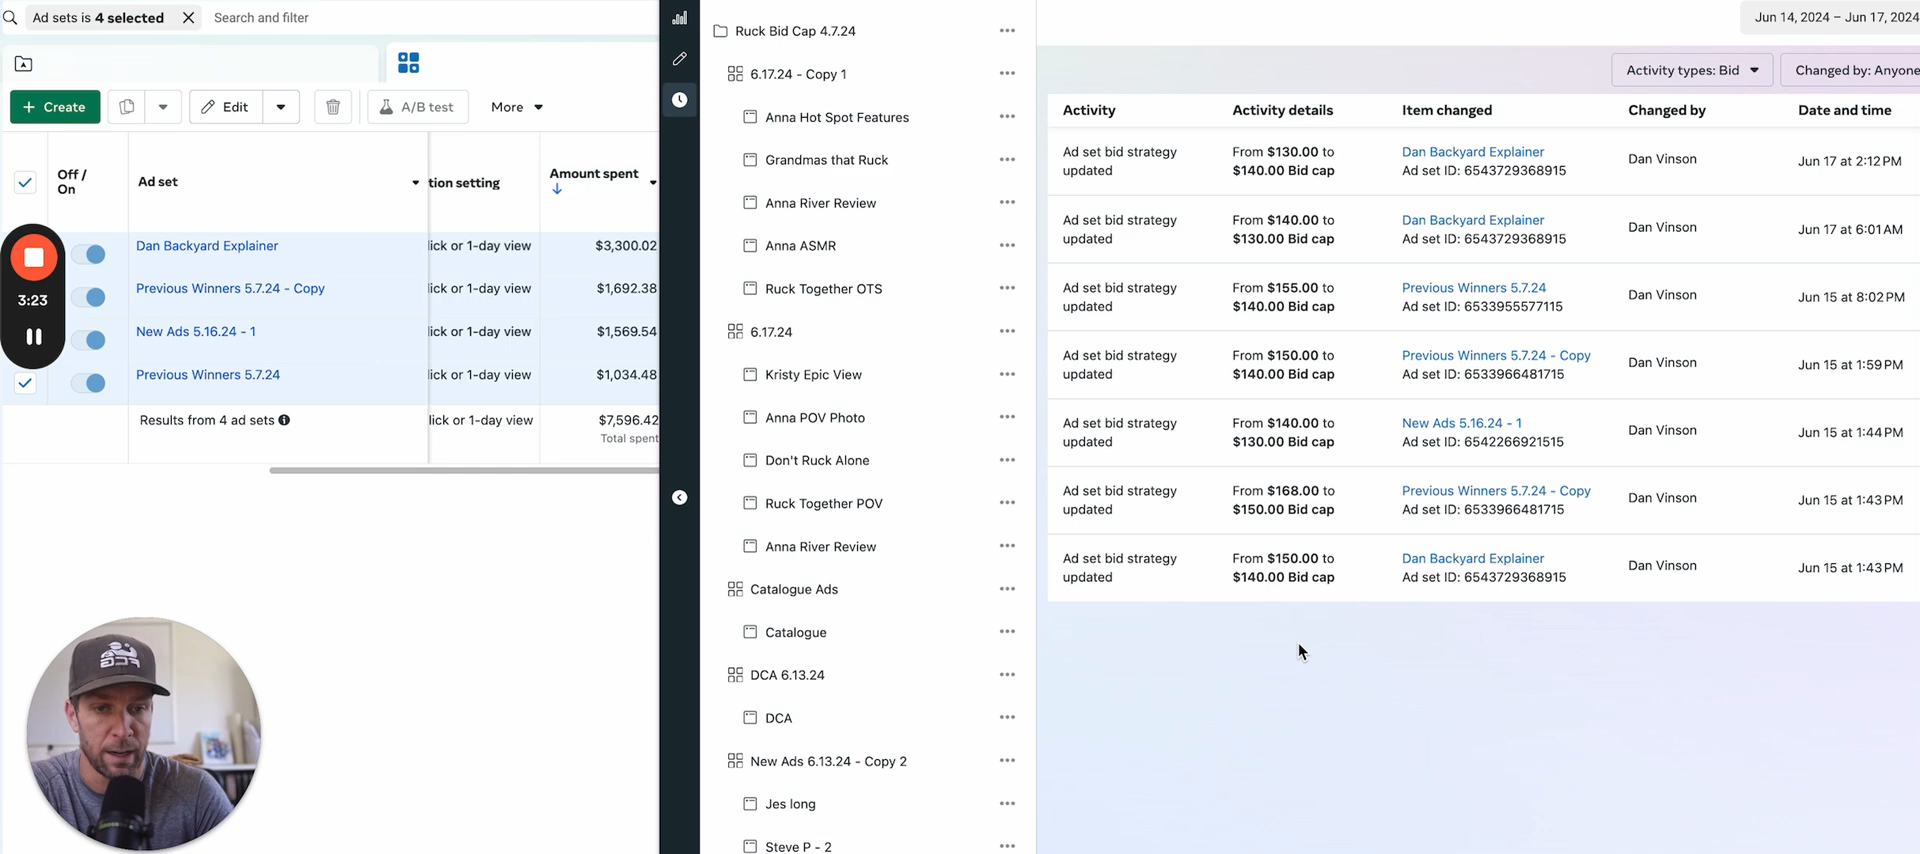 Ad sets is 4 selected
Search and filter
Create
Edit
A/B test
More
Off /
On
Ad set
tion setting
Amount spent
Dan Backyard Explainer
lick or 1-day view
$3,300.02
Previous Winners 5.7.24 - Copy
lick or 1-day view
$1,692.38
New Ads 5.16.24 - 1
lick or 1-day view
$1,569.54
Previous Winners 5.7.24
lick or 1-day view
$1,034.48
Results from 4 ad sets
lick or 1-day view
$7,596.42
Total spent
3:23
Ruck Bid Cap 4.7.24
6.17.24 - Copy 1
Anna Hot Spot Features
Grandmas that Ruck
Anna River Review
Anna ASMR
Ruck Together OTS
6.17.24
Kristy Epic View
Anna POV Photo
Don't Ruck Alone
Ruck Together POV
Anna River Review
Catalogue Ads
Catalogue
DCA 6.13.24
DCA
New Ads 6.13.24 - Copy 2
Jes long
Steve P - 2
Jun 14, 2024 – Jun 17, 2024
Activity types: Bid
Changed by: Anyone
Activity
Activity details
Item changed
Changed by
Date and time
Ad set bid strategy
updated
From $130.00 to
$140.00 Bid cap
Dan Backyard Explainer
Ad set ID: 6543729368915
Dan Vinson
Jun 17 at 2:12 PM
Ad set bid strategy
updated
From $140.00 to
$130.00 Bid cap
Dan Backyard Explainer
Ad set ID: 6543729368915
Dan Vinson
Jun 17 at 6:01 AM
Ad set bid strategy
updated
From $155.00 to
$140.00 Bid cap
Previous Winners 5.7.24
Ad set ID: 6533955577115
Dan Vinson
Jun 15 at 8:02 PM
Ad set bid strategy
updated
From $150.00 to
$140.00 Bid cap
Previous Winners 5.7.24 - Copy
Ad set ID: 6533966481715
Dan Vinson
Jun 15 at 1:59 PM
Ad set bid strategy
updated
From $140.00 to
$130.00 Bid cap
New Ads 5.16.24 - 1
Ad set ID: 6542266921515
Dan Vinson
Jun 15 at 1:44 PM
Ad set bid strategy
updated
From $168.00 to
$150.00 Bid cap
Previous Winners 5.7.24 - Copy
Ad set ID: 6533966481715
Dan Vinson
Jun 15 at 1:43 PM
Ad set bid strategy
updated
From $150.00 to
$140.00 Bid cap
Dan Backyard Explainer
Ad set ID: 6543729368915
Dan Vinson
Jun 15 at 1:43 PM